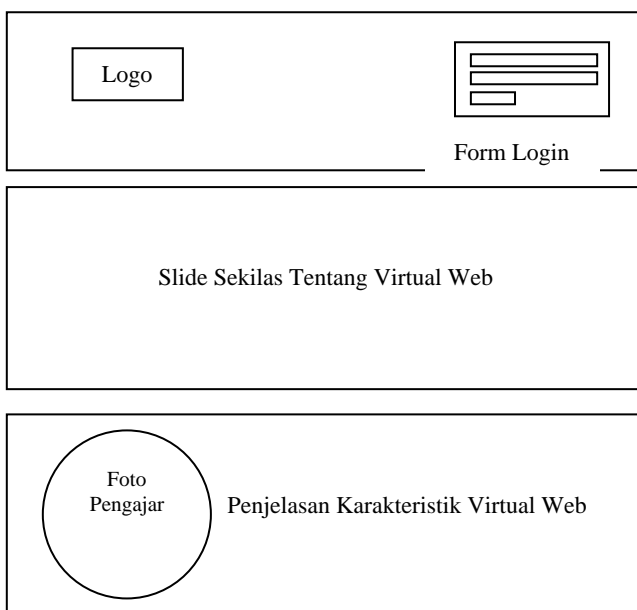 Logo
Form Login
Slide Sekilas Tentang Virtual Web
Foto
Pengajar
Penjelasan Karakteristik Virtual Web